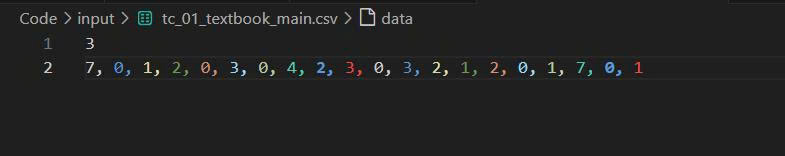 Code > input > tc_01_textbook_main.csv > data
1 3
2 7, 0, 1, 2, 0, 3, 0, 4, 2, 3, 0, 3, 2, 1, 2, 0, 1, 7, 0, 1